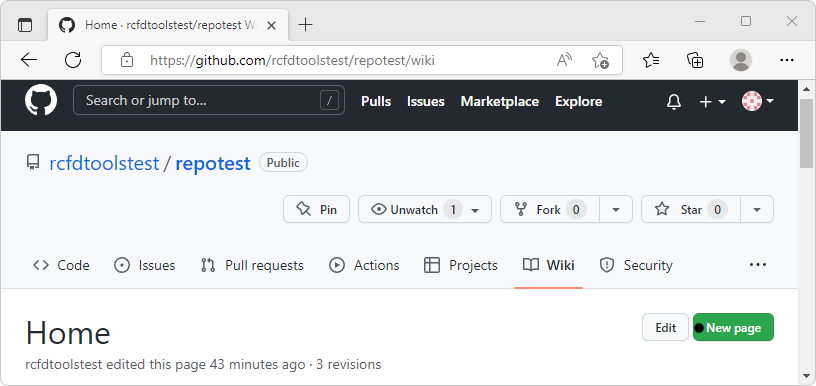 Home · rcfdtoolstest/repotest W
https://github.com/rcfdtoolstest/repotest/wiki
Search or jump to... / Pulls Issues Marketplace Explore
rcfdtoolstest / repotest Public
Pin Unwatch 1 Fork 0 Star 0
Code Issues Pull requests Actions Projects Wiki Security
Home Edit New page
rcfdtoolstest edited this page 43 minutes ago · 3 revisions